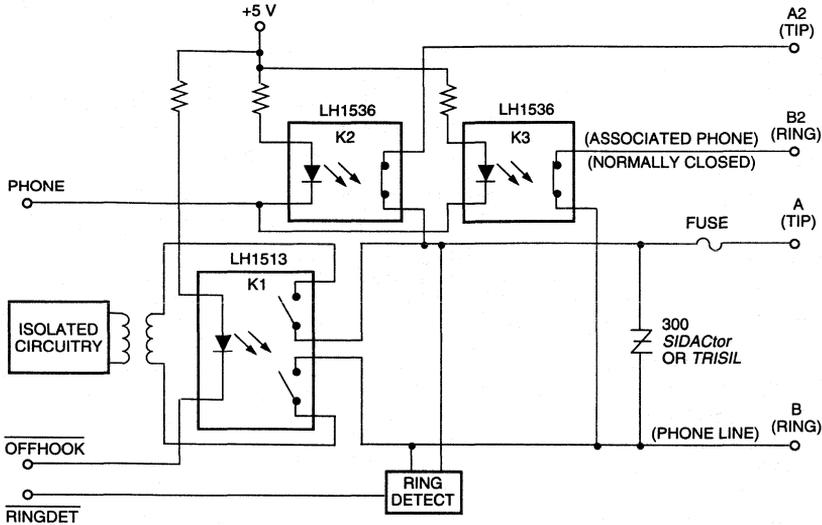 +5 V
A2
(TIP)
LH1536
LH1536
K2
K3
B2
(RING)
(ASSOCIATED PHONE)
(NORMALLY CLOSED)
PHONE
A
(TIP)
FUSE
LH1513
K1
ISOLATED
CIRCUITRY
300
SIDACtor
OR TRISIL
B
(RING)
(PHONE LINE)
OFFHOOK
RING
DETECT
RINGDET